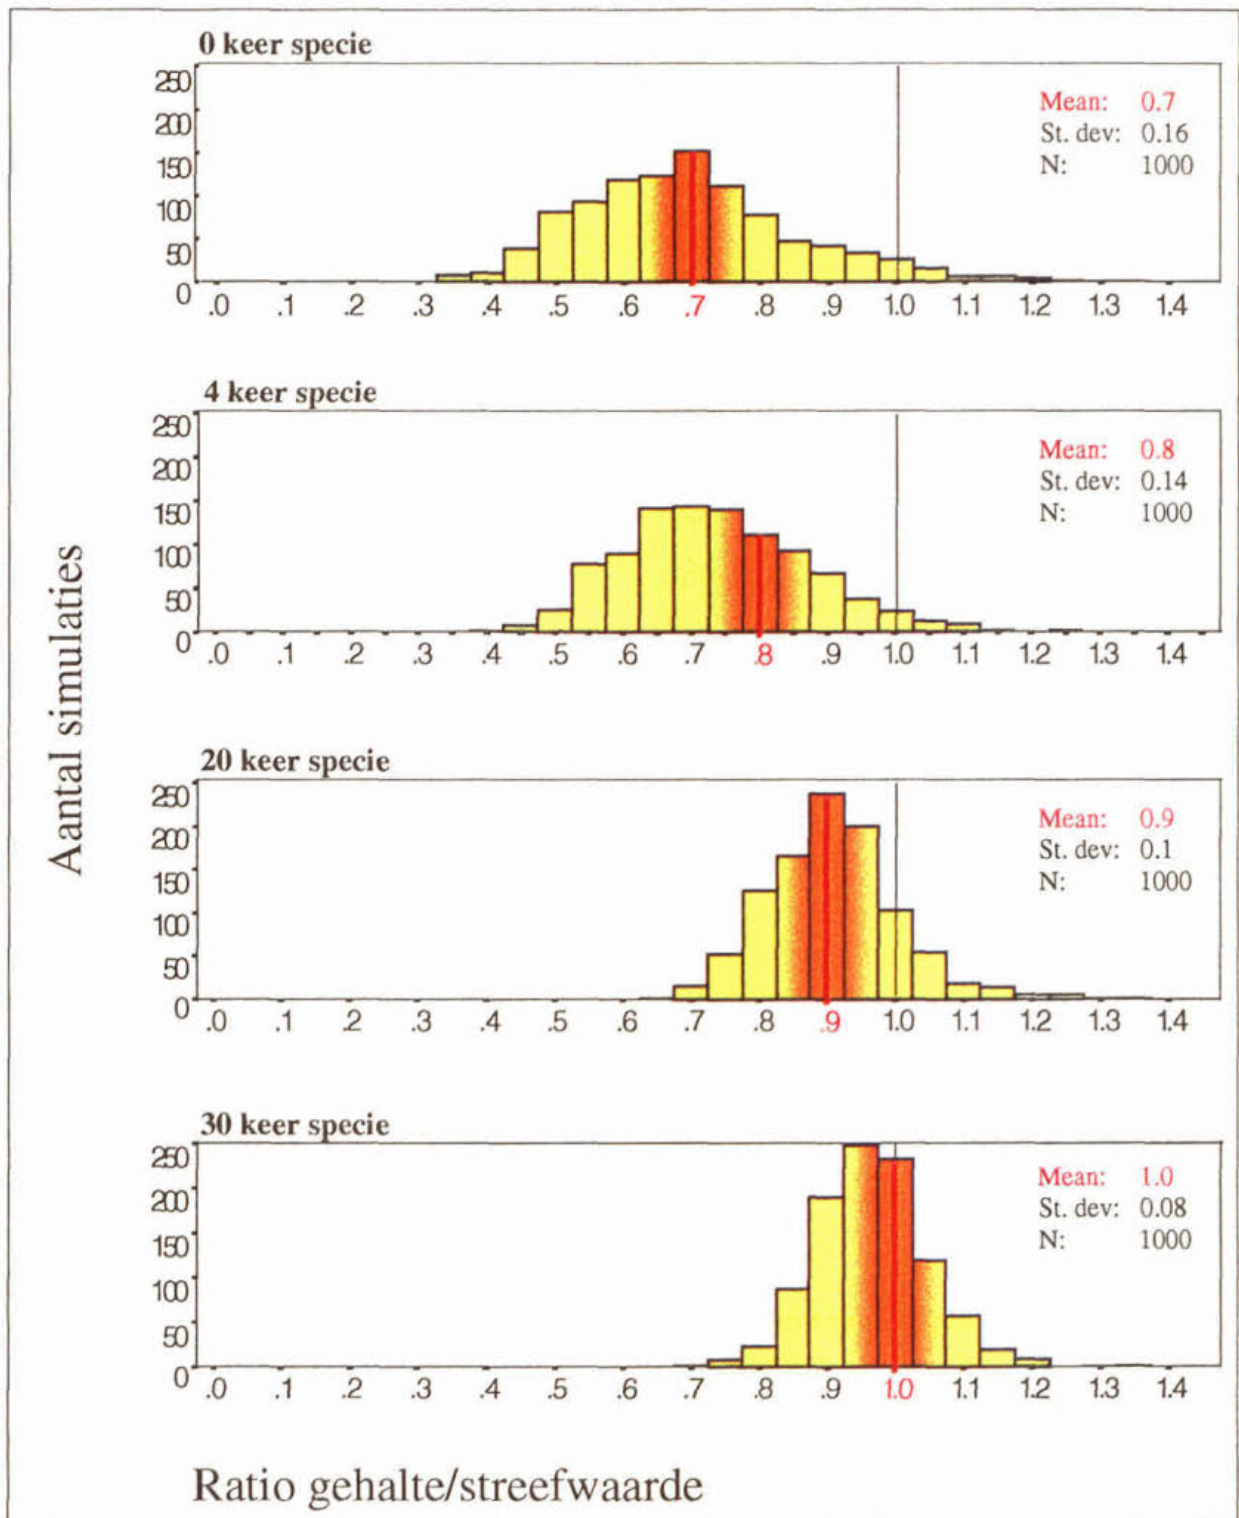 0 keer specie
250
200
150
100
50
0
Mean: 0.7
St. dev: 0.16
N: 1000
.0 .1 .2 .3 .4 .5 .6 .7 .8 .9 1.0 1.1 1.2 1.3 1.4
4 keer specie
250
200
150
100
50
0
Mean: 0.8
St. dev: 0.14
N: 1000
.0 .1 .2 .3 .4 .5 .6 .7 .8 .9 1.0 1.1 1.2 1.3 1.4
Aantal simulaties
20 keer specie
250
200
150
100
50
0
Mean: 0.9
St. dev: 0.1
N: 1000
.0 .1 .2 .3 .4 .5 .6 .7 .8 .9 1.0 1.1 1.2 1.3 1.4
30 keer specie
250
200
150
100
50
0
Mean: 1.0
St. dev: 0.08
N: 1000
.0 .1 .2 .3 .4 .5 .6 .7 .8 .9 1.0 1.1 1.2 1.3 1.4
Ratio gehalte/streefwaarde